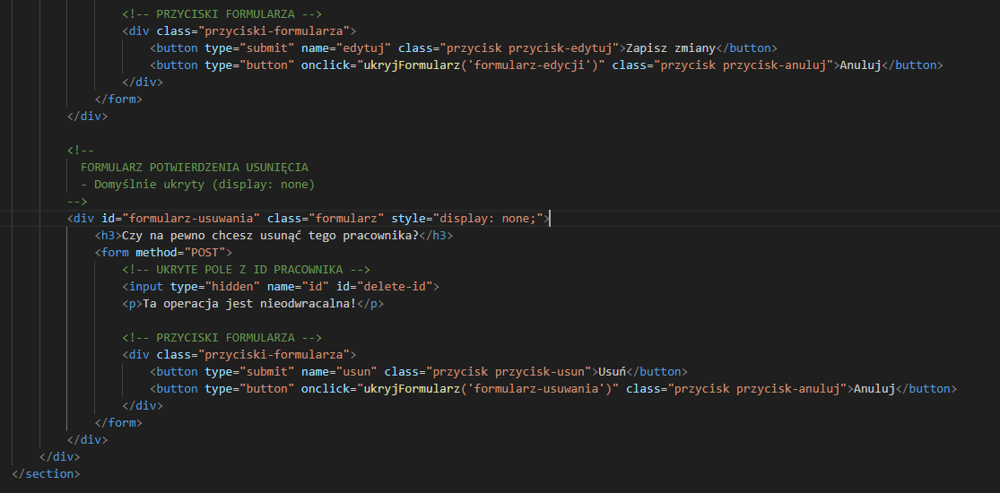 <!-- PRZYCISKI FORMULARZA -->
<div class="przyciski-formularza">
<button type="submit" name="edytuj" class="przycisk przycisk-edytuj">Zapisz zmiany</button>
<button type="button" onclick="ukryjFormularz('formularz-edycji')" class="przycisk przycisk-anuluj">Anuluj</button>
</div>
</form>
</div>
<!--
FORMULARZ POTWIERDZENIA USUNIĘCIA
- Domyślnie ukryty (display: none)
-->
<div id="formularz-usuwania" class="formularz" style="display: none;">
<h3>Czy na pewno chcesz usunąć tego pracownika?</h3>
<form method="POST">
<!-- UKRYTE POLE Z ID PRACOWNIKA -->
<input type="hidden" name="id" id="delete-id">
<p>Ta operacja jest nieodwracalna!</p>
<!-- PRZYCISKI FORMULARZA -->
<div class="przyciski-formularza">
<button type="submit" name="usun" class="przycisk przycisk-usun">Usuń</button>
<button type="button" onclick="ukryjFormularz('formularz-usuwania')" class="przycisk przycisk-anuluj">Anuluj</button>
</div>
</form>
</div>
</div>
</section>